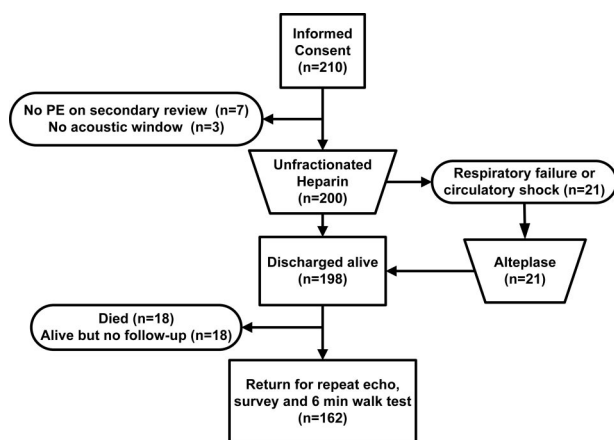 Informed
Consent
(n=210)
No PE on secondary review (n=7)
No acoustic window (n=3)
Unfractionated
Heparin
(n=200)
Respiratory failure or
circulatory shock (n=21)
Discharged alive
(n=198)
Alteplase
(n=21)
Died (n=18)
Alive but no follow-up (n=18)
Return for repeat echo,
survey and 6 min walk test
(n=162)